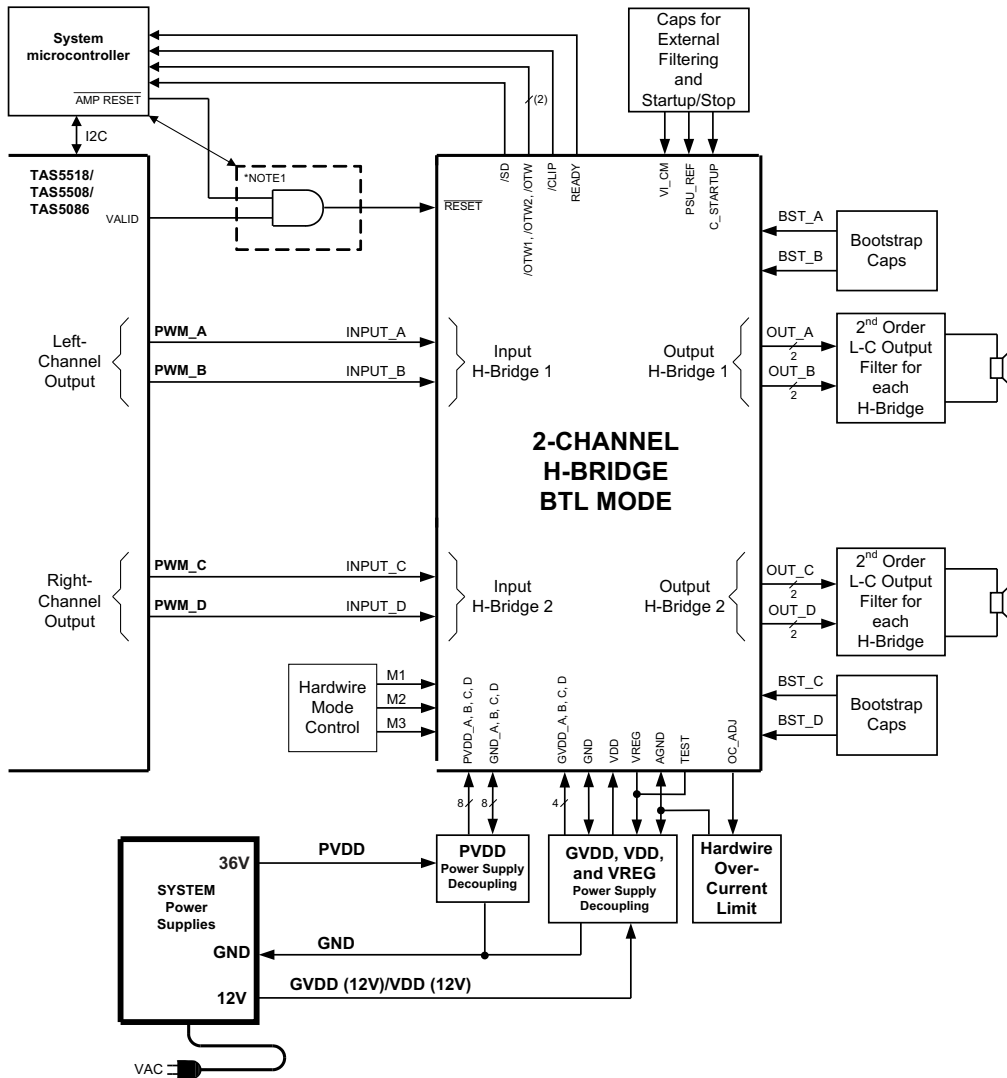 System
microcontroller
AMP RESET
I2C
TAS5518/
TAS5508/
TAS5086
VALID
*NOTE1
RESET
/SD
/OTW1, /OTW2, /OTW
/CLIP
READY
(2)
Caps for
External
Filtering
and
Startup/Stop
VI_CM
PSU_REF
C_STARTUP
BST_A
BST_B
Bootstrap
Caps
Left-
Channel
Output
PWM_A
INPUT_A
PWM_B
INPUT_B
Input
H-Bridge 1
Output
H-Bridge 1
OUT_A
2
OUT_B
2
2nd Order
L-C Output
Filter for
each
H-Bridge
2-CHANNEL
H-BRIDGE
BTL MODE
Right-
Channel
Output
PWM_C
INPUT_C
PWM_D
INPUT_D
Input
H-Bridge 2
Output
H-Bridge 2
OUT_C
2
OUT_D
2
2nd Order
L-C Output
Filter for
each
H-Bridge
Hardwire
Mode
Control
M1
M2
M3
PVDD_A, B, C, D
GND_A, B, C, D
GVDD_A, B, C, D
GND
VDD
VREG
AGND
TEST
OC_ADJ
BST_C
BST_D
Bootstrap
Caps
8
8
4
PVDD
Power Supply
Decoupling
GVDD, VDD,
and VREG
Power Supply
Decoupling
Hardwire
Over-
Current
Limit
SYSTEM
Power
Supplies
36V
PVDD
GND
GND
12V
GVDD (12V)/VDD (12V)
VAC